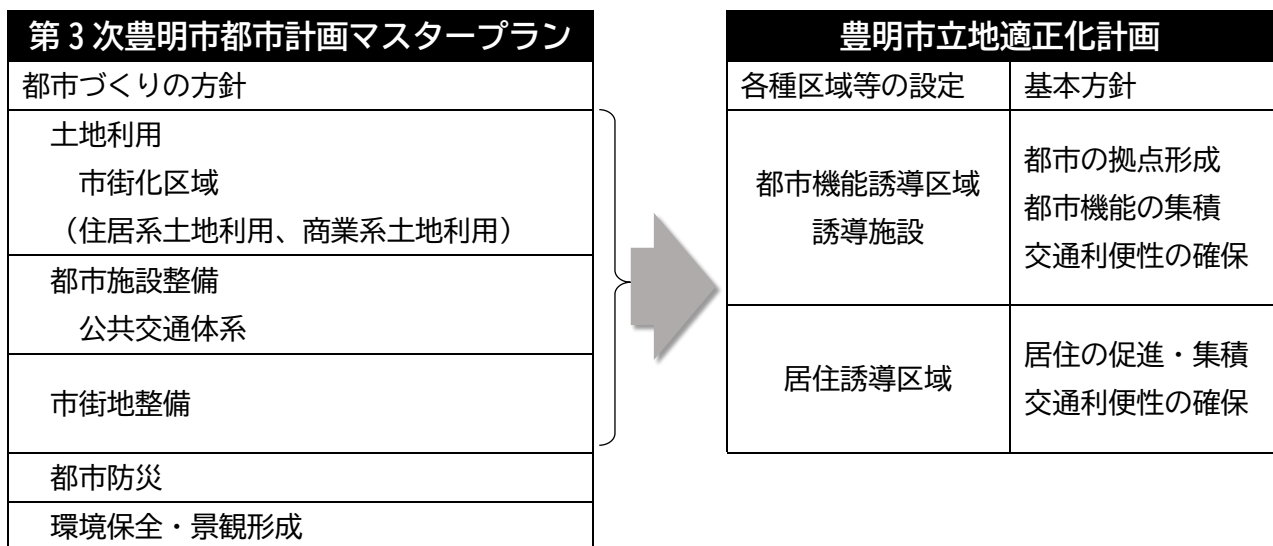 第3次豊明市都市計画マスタープラン
都市づくりの方針
土地利用
市街化区域
（住居系土地利用、商業系土地利用）
都市施設整備
公共交通体系
市街地整備
都市防災
環境保全・景観形成
豊明市立地適正化計画
各種区域等の設定
基本方針
都市機能誘導区域
誘導施設
都市の拠点形成
都市機能の集積
交通利便性の確保
居住誘導区域
居住の促進・集積
交通利便性の確保